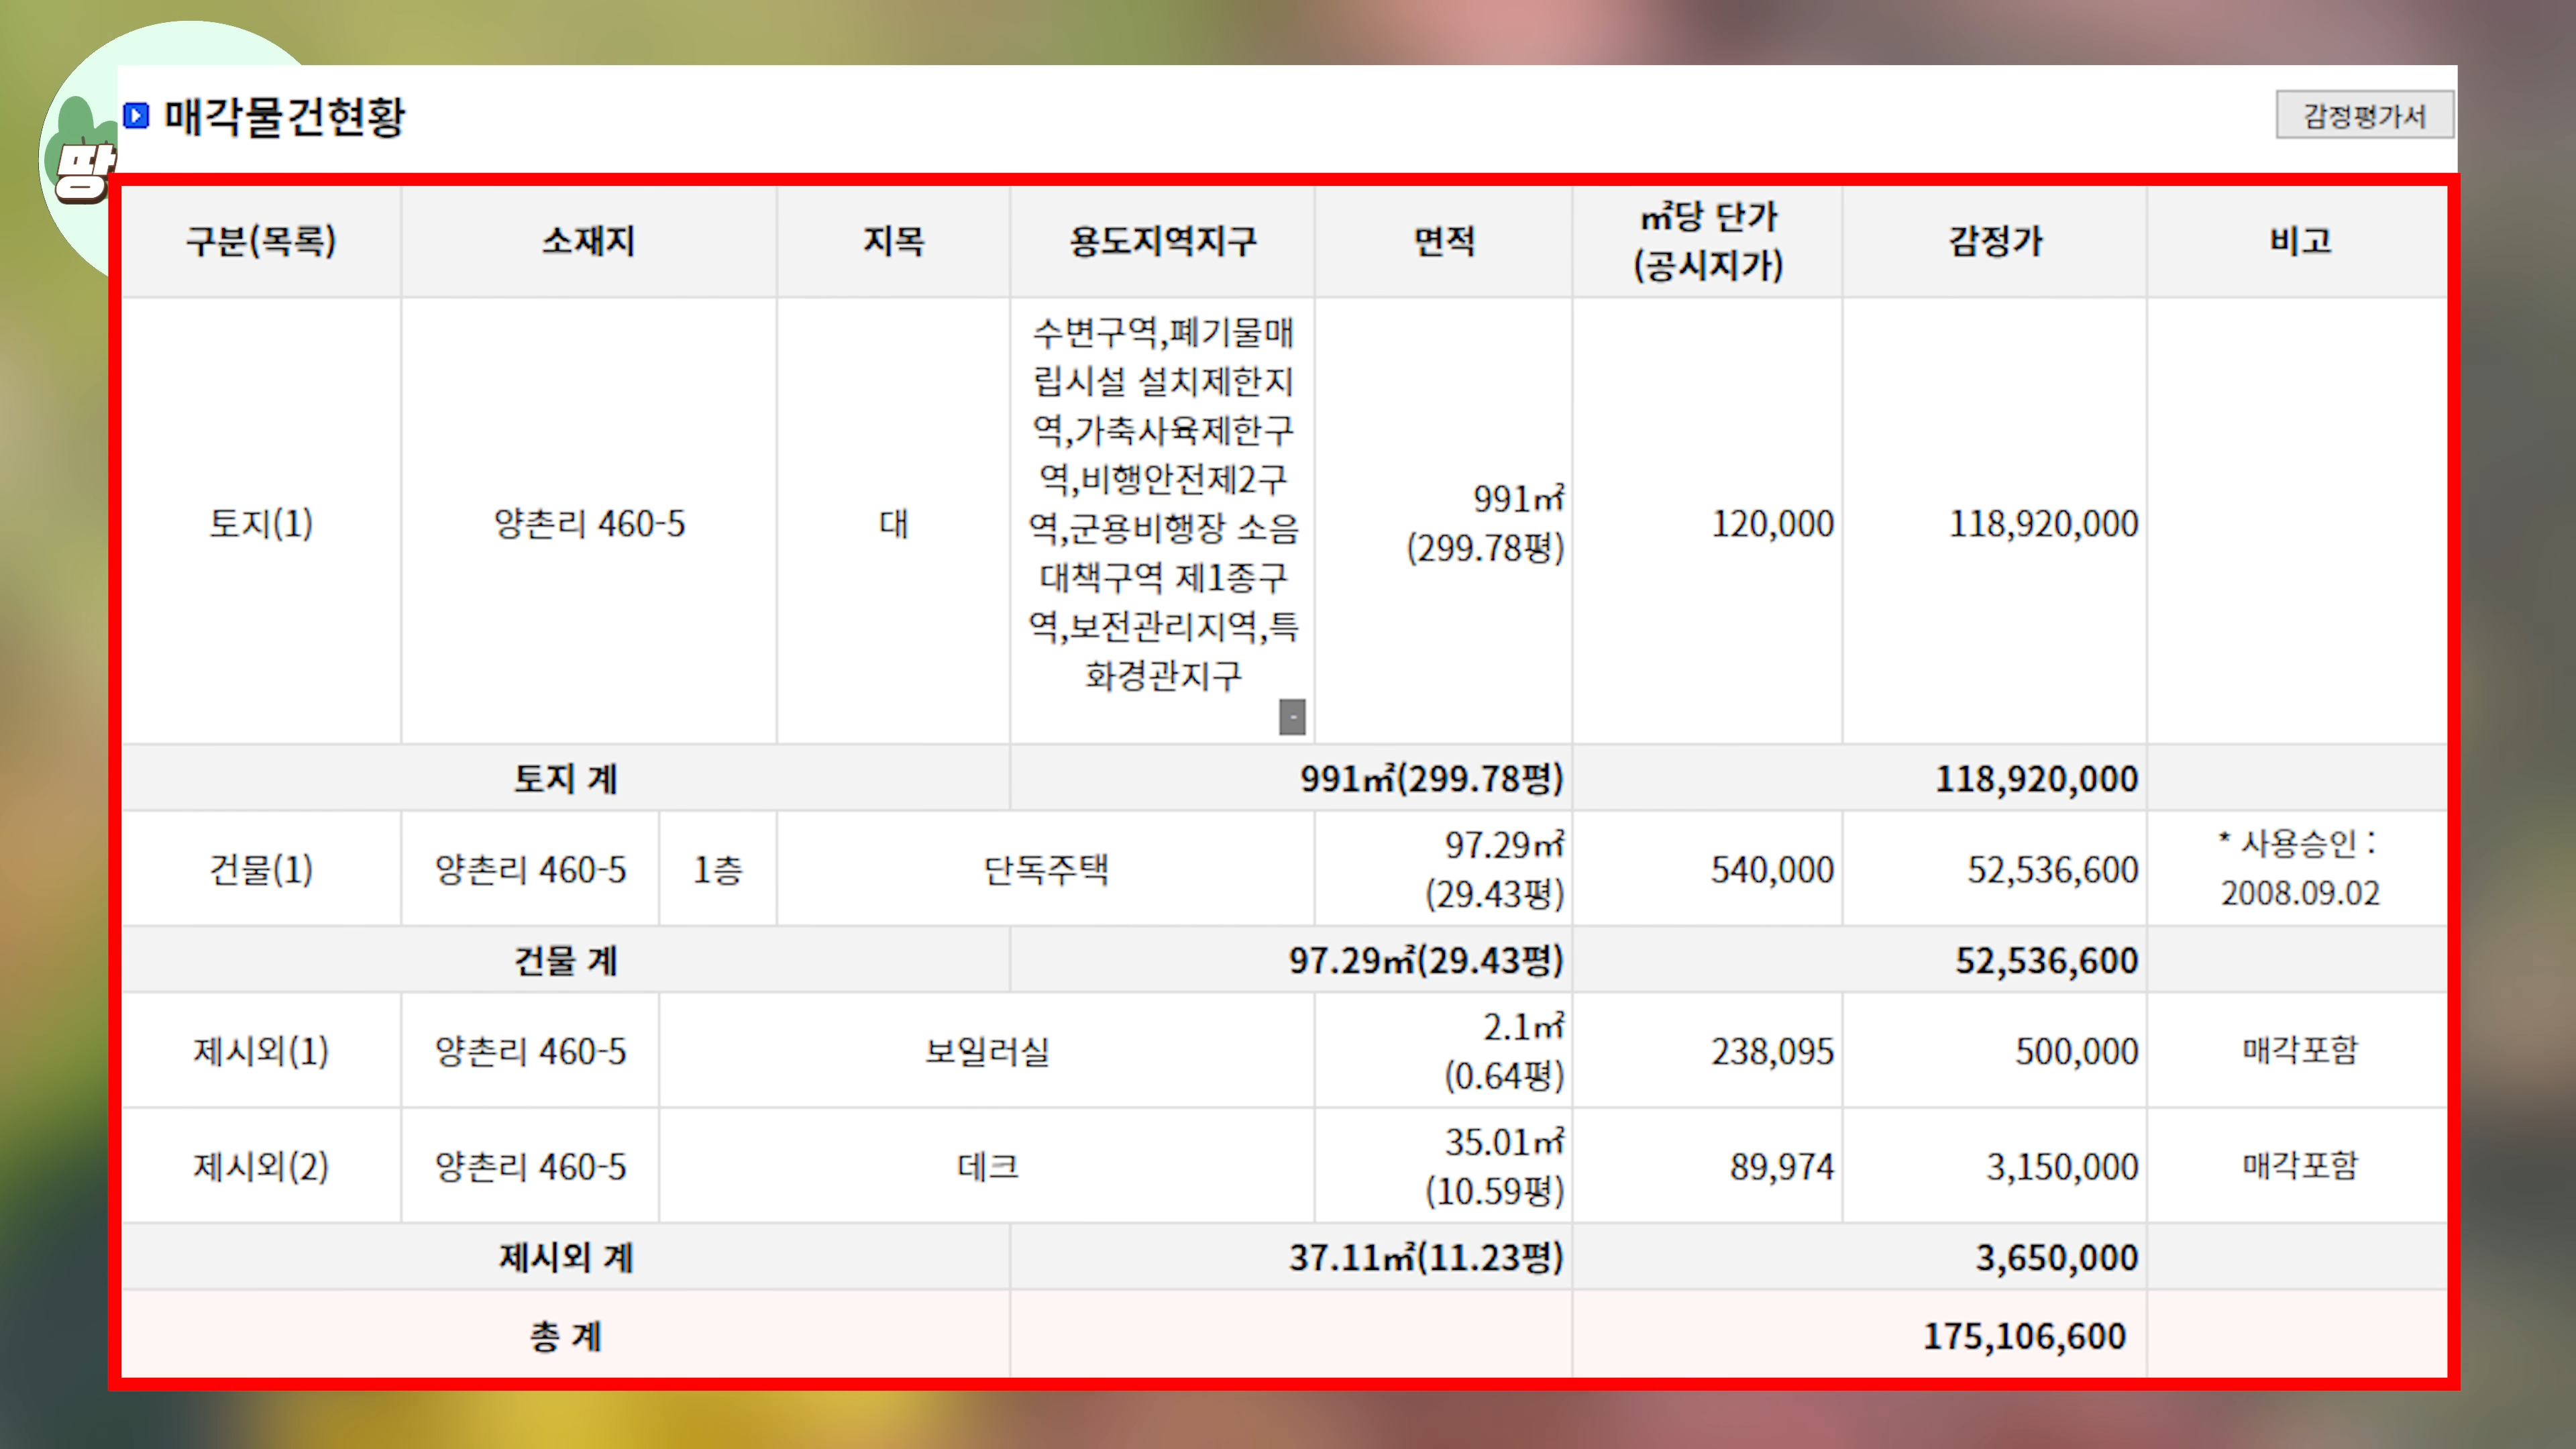 땅
매각물건현황
감정평가서
구분(목록) 소재지 지목 용도지역지구 면적 ㎡당 단가 (공시지가) 감정가 비고
수변구역,폐기물매
립시설 설치제한지
역,가축사육제한구
역,비행안전제2구
역,군용비행장 소음
대책구역 제1종구
역,보전관리지역,특
화경관지구
-
토지(1) 양촌리 460-5 대 991㎡ (299.78평) 120,000 118,920,000
토지 계 991㎡(299.78평) 118,920,000
건물(1) 양촌리 460-5 1층 단독주택 97.29㎡ (29.43평) 540,000 52,536,600 * 사용승인 : 2008.09.02
건물 계 97.29㎡(29.43평) 52,536,600
제시외(1) 양촌리 460-5 보일러실 2.1㎡ (0.64평) 238,095 500,000 매각포함
제시외(2) 양촌리 460-5 데크 35.01㎡ (10.59평) 89,974 3,150,000 매각포함
제시외 계 37.11㎡(11.23평) 3,650,000
총 계 175,106,600